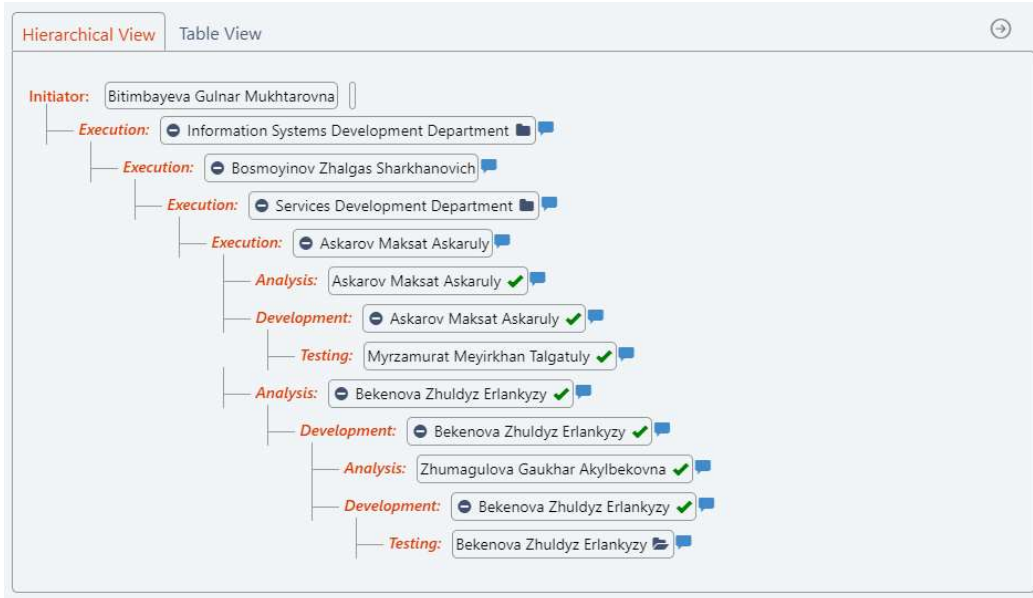 Hierarchical View Table View
Initiator: Bitimbayeva Gulnar Mukhtarovna
Execution: Information Systems Development Department
Execution: Bosmoyinov Zhalgas Sharkhanovich
Execution: Services Development Department
Execution: Askarov Maksat Askaruly
Analysis: Askarov Maksat Askaruly
Development: Askarov Maksat Askaruly
Testing: Myrzamurat Meyirkhan Talgatuly
Analysis: Bekenova Zhuldyz Erlankyzy
Development: Bekenova Zhuldyz Erlankyzy
Analysis: Zhumagulova Gaukhar Akylbekovna
Development: Bekenova Zhuldyz Erlankyzy
Testing: Bekenova Zhuldyz Erlankyzy